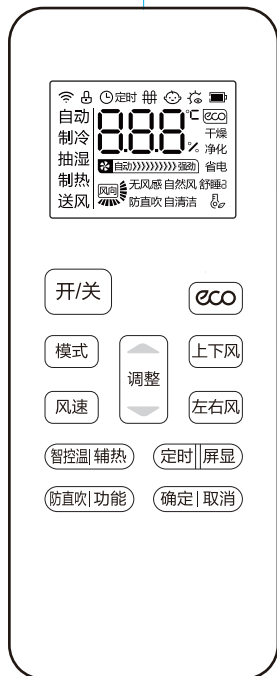 定时
自动 888 °C eco
制冷 干燥
抽湿 % 净化
自动 强劲 省电
制热 风向 无风感 自然风 舒睡
送风 防直吹 自清洁
开/关 eco
模式 上下风
调整
风速 左右风
智控温|辅热 定时||屏显
防直吹|功能 确定|取消